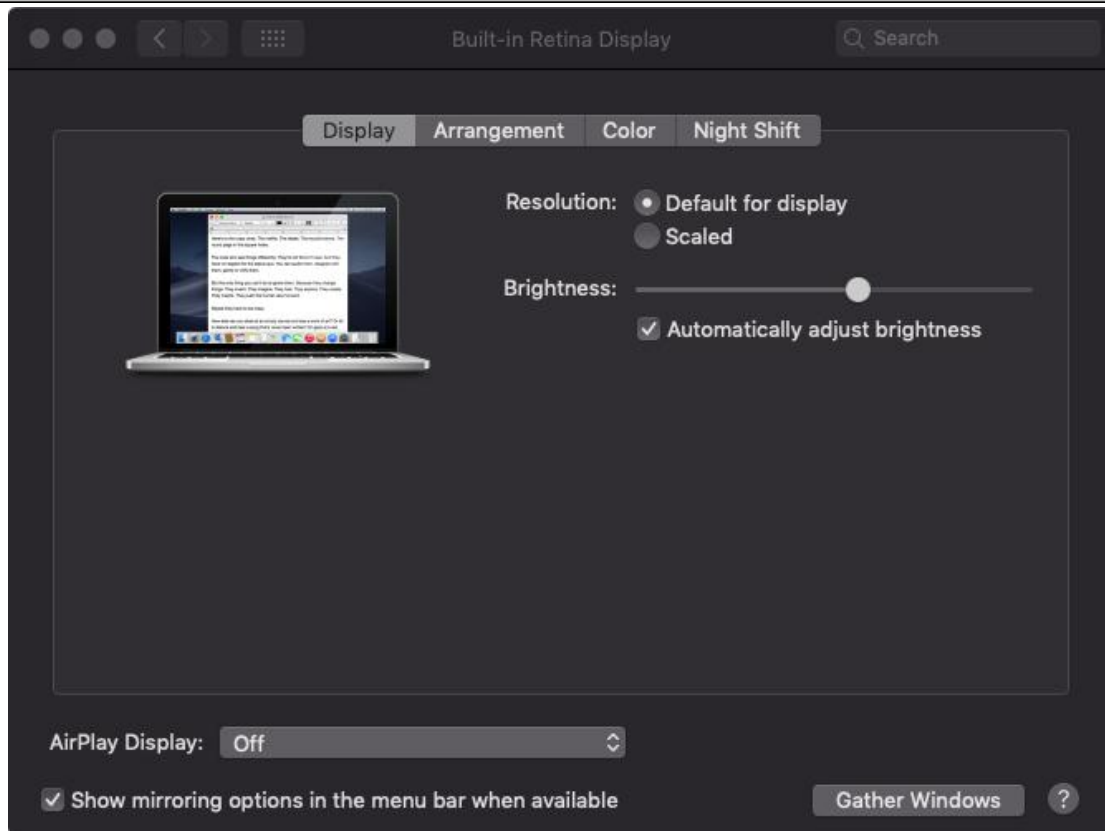 Built-in Retina Display
Search
Display Arrangement Color Night Shift
Resolution: Default for display
Scaled
Brightness:
Automatically adjust brightness
AirPlay Display: Off
Show mirroring options in the menu bar when available
Gather Windows ?